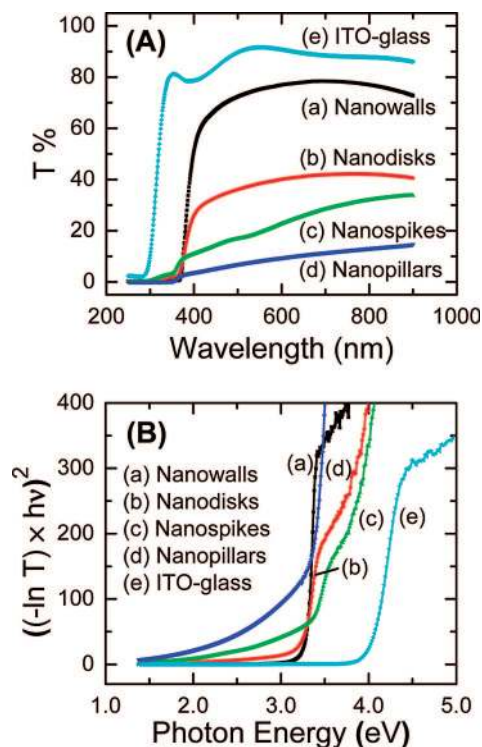 (A)
(e) ITO-glass
(a) Nanowalls
(b) Nanodisks
(c) Nanospikes
(d) Nanopillars
T %
100
80
60
40
20
0
200 400 600 800 1000
Wavelength (nm)
(B)
(a) Nanowalls
(b) Nanodisks
(c) Nanospikes
(d) Nanopillars
(e) ITO-glass
(a) (d)
(c) (e)
(b)
((-ln T) × hν)²
400
300
200
100
0
1.0 2.0 3.0 4.0 5.0
Photon Energy (eV)